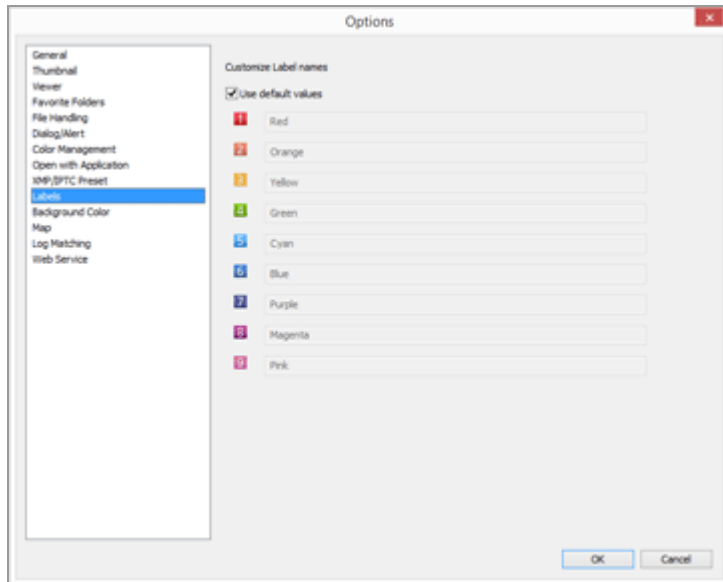 Options
General
Thumbnail
Viewer
Favorite Folders
File Handling
Dialog/Alert
Color Management
Open with Application
XMP/IPTC Preset
Labels
Background Color
Map
Log Matching
Web Service
Customize Label names
Use default values
1 Red
2 Orange
3 Yellow
4 Green
5 Cyan
6 Blue
7 Purple
8 Magenta
9 Pink
OK Cancel